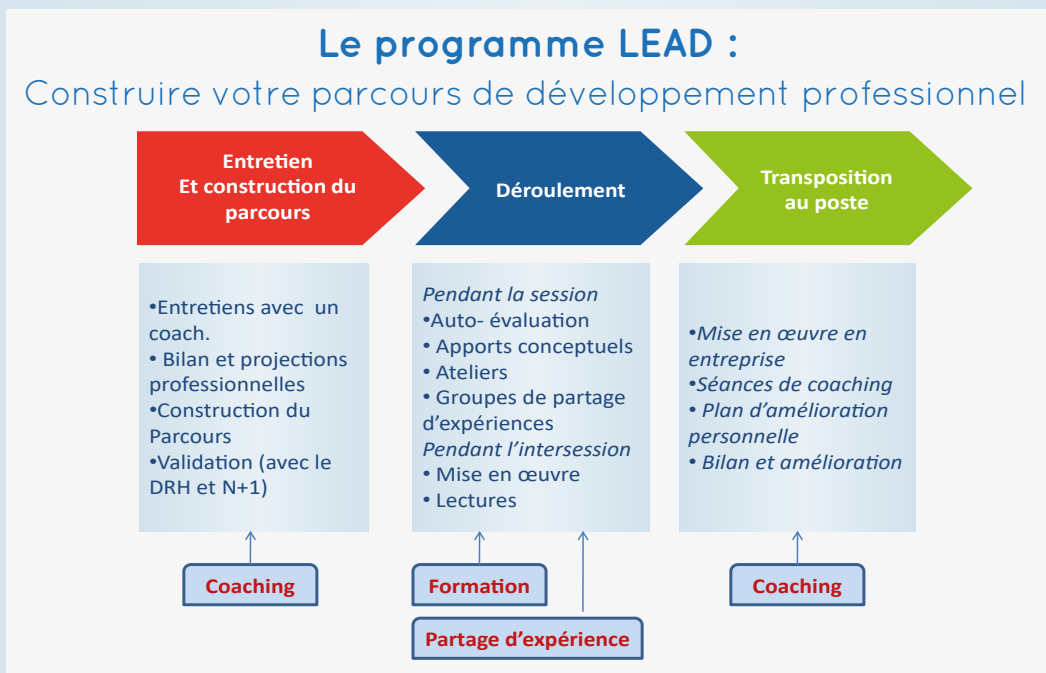 Le programme LEAD :
Construire votre parcours de développement professionnel
Entretien
Et construction du
parcours
Déroulement
Transposition
au poste
•Entretiens avec un
coach.
• Bilan et projections
professionnelles
•Construction du
Parcours
•Validation (avec le
DRH et N+1)
Pendant la session
•Auto- évaluation
• Apports conceptuels
• Ateliers
• Groupes de partage
d’expériences
Pendant l’intersession
• Mise en œuvre
• Lectures
•Mise en œuvre en
entreprise
•Séances de coaching
• Plan d’amélioration
personnelle
• Bilan et amélioration
Coaching
Formation
Partage d’expérience
Coaching